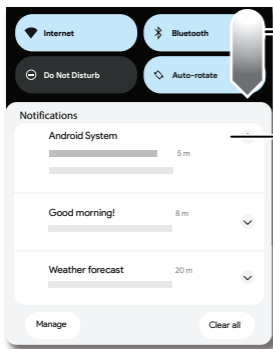 Internet
Bluetooth
Do Not Disturb
Auto-rotate
Notifications
Android System
5 m
Good morning!
8 m
Weather forecast
20 m
Manage
Clear all